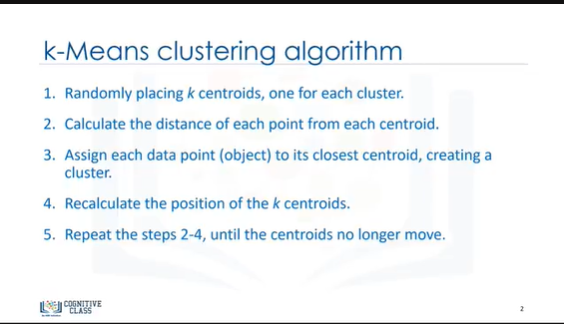 k-Means clustering algorithm
1. Randomly placing k centroids, one for each cluster.
2. Calculate the distance of each point from each centroid.
3. Assign each data point (object) to its closest centroid, creating a
cluster.
4. Recalculate the position of the k centroids.
5. Repeat the steps 2-4, until the centroids no longer move.
COGNITIVE
CLASS
2